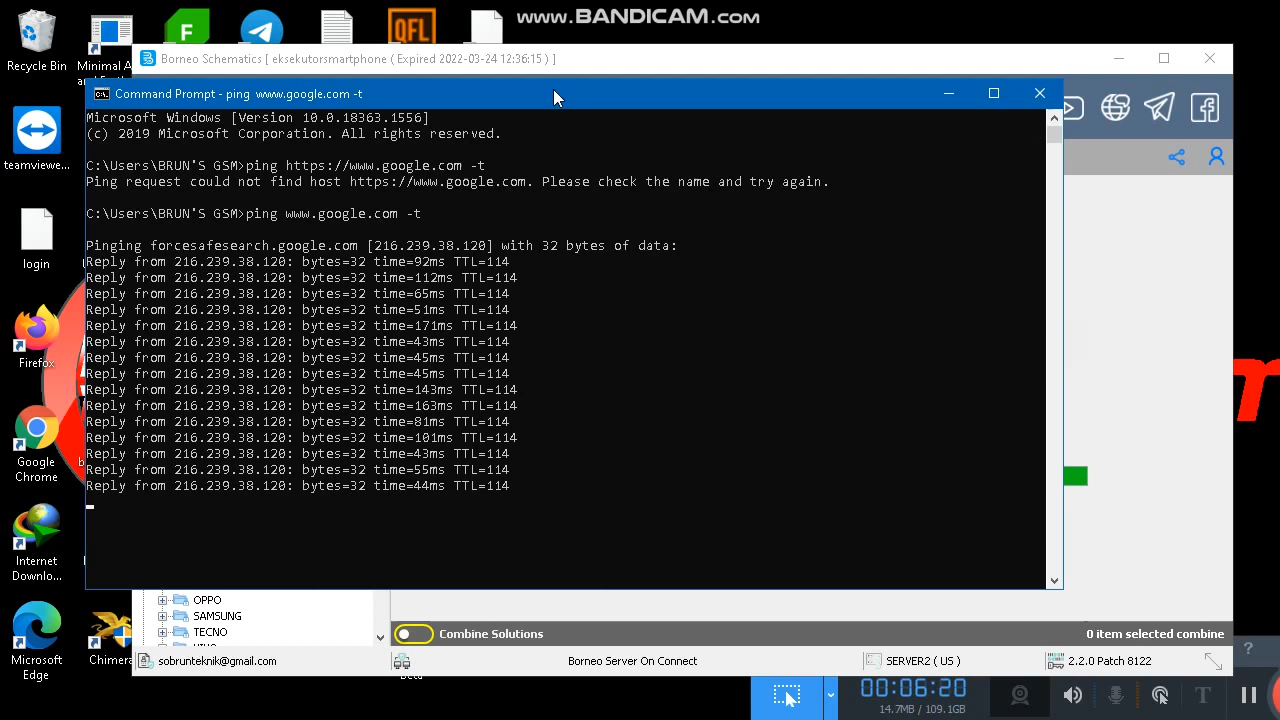 www.BANDICAM.com
Recycle Bin
Minimal A
F
QFL
Borneo Schematics [ eksekutorsmartphone ( Expired 2022-03-24 12:36:15 ) ]
Command Prompt - ping www.google.com -t
Microsoft Windows [Version 10.0.18363.1556]
(c) 2019 Microsoft Corporation. All rights reserved.
C:\Users\BRUN'S GSM>ping https://www.google.com -t
Ping request could not find host https://www.google.com. Please check the name and try again.
C:\Users\BRUN'S GSM>ping www.google.com -t
Pinging forcesafesearch.google.com [216.239.38.120] with 32 bytes of data:
Reply from 216.239.38.120: bytes=32 time=92ms TTL=114
Reply from 216.239.38.120: bytes=32 time=112ms TTL=114
Reply from 216.239.38.120: bytes=32 time=65ms TTL=114
Reply from 216.239.38.120: bytes=32 time=51ms TTL=114
Reply from 216.239.38.120: bytes=32 time=171ms TTL=114
Reply from 216.239.38.120: bytes=32 time=43ms TTL=114
Reply from 216.239.38.120: bytes=32 time=45ms TTL=114
Reply from 216.239.38.120: bytes=32 time=45ms TTL=114
Reply from 216.239.38.120: bytes=32 time=143ms TTL=114
Reply from 216.239.38.120: bytes=32 time=163ms TTL=114
Reply from 216.239.38.120: bytes=32 time=81ms TTL=114
Reply from 216.239.38.120: bytes=32 time=101ms TTL=114
Reply from 216.239.38.120: bytes=32 time=43ms TTL=114
Reply from 216.239.38.120: bytes=32 time=55ms TTL=114
Reply from 216.239.38.120: bytes=32 time=44ms TTL=114
teamviewe...
login
Firefox
Google
Chrome
Internet
Downlo...
Microsoft
Edge
Chimera
OPPO
SAMSUNG
TECNO
Combine Solutions
0 item selected combine
sobrunteknik@gmail.com
Borneo Server On Connect
SERVER2 ( US )
00:06:20
14.7MB / 109.1GB